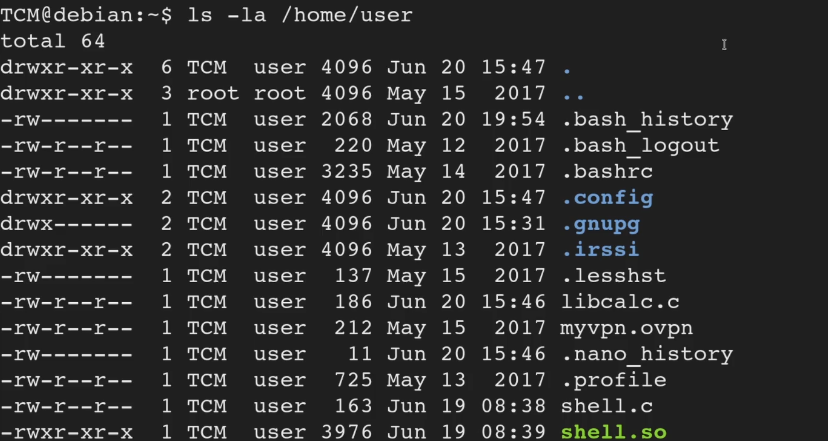 TCM@debian:~$ ls -la /home/user
total 64
drwxr-xr-x 6 TCM user 4096 Jun 20 15:47 .
drwxr-xr-x 3 root root 4096 May 15 2017 ..
-rw------- 1 TCM user 2068 Jun 20 19:54 .bash_history
-rw-r--r-- 1 TCM user 220 May 12 2017 .bash_logout
-rw-r--r-- 1 TCM user 3235 May 14 2017 .bashrc
drwxr-xr-x 2 TCM user 4096 Jun 20 15:47 .config
drwx------ 2 TCM user 4096 Jun 20 15:31 .gnupg
drwxr-xr-x 2 TCM user 4096 May 13 2017 .irssi
-rw------- 1 TCM user 137 May 15 2017 .lesshst
-rw-r--r-- 1 TCM user 186 Jun 20 15:46 libcalc.c
-rw-r--r-- 1 TCM user 212 May 15 2017 myvpn.ovpn
-rw------- 1 TCM user 11 Jun 20 15:46 .nano_history
-rw-r--r-- 1 TCM user 725 May 13 2017 .profile
-rw-r--r-- 1 TCM user 163 Jun 19 08:38 shell.c
-rwxr-xr-x 1 TCM user 3976 Jun 19 08:39 shell.so